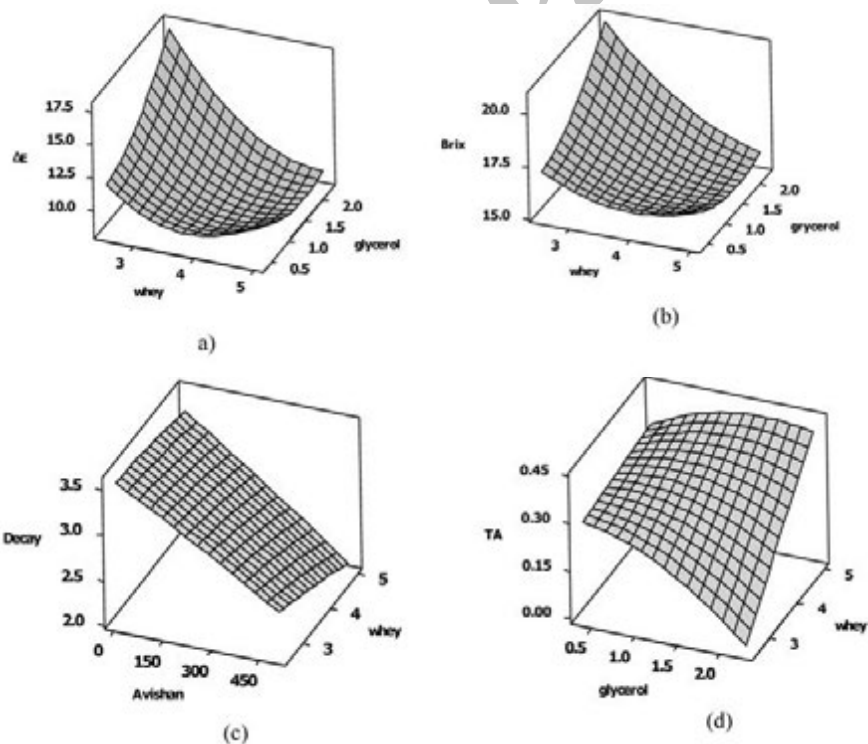 17.5
15.0
ΔE
12.5
10.0
2.0
1.5
1.0
0.5
glycerol
3
4
5
whey
a)
20.0
Brix
17.5
15.0
2.0
1.5
1.0
0.5
grycerol
3
4
5
whey
(b)
3.5
3.0
Decay
2.5
2.0
0
150
300
450
Avishan
5
4
3
whey
(c)
0.45
0.30
TA
0.15
0.00
0.5
1.0
1.5
2.0
glycerol
5
4
3
whey
(d)